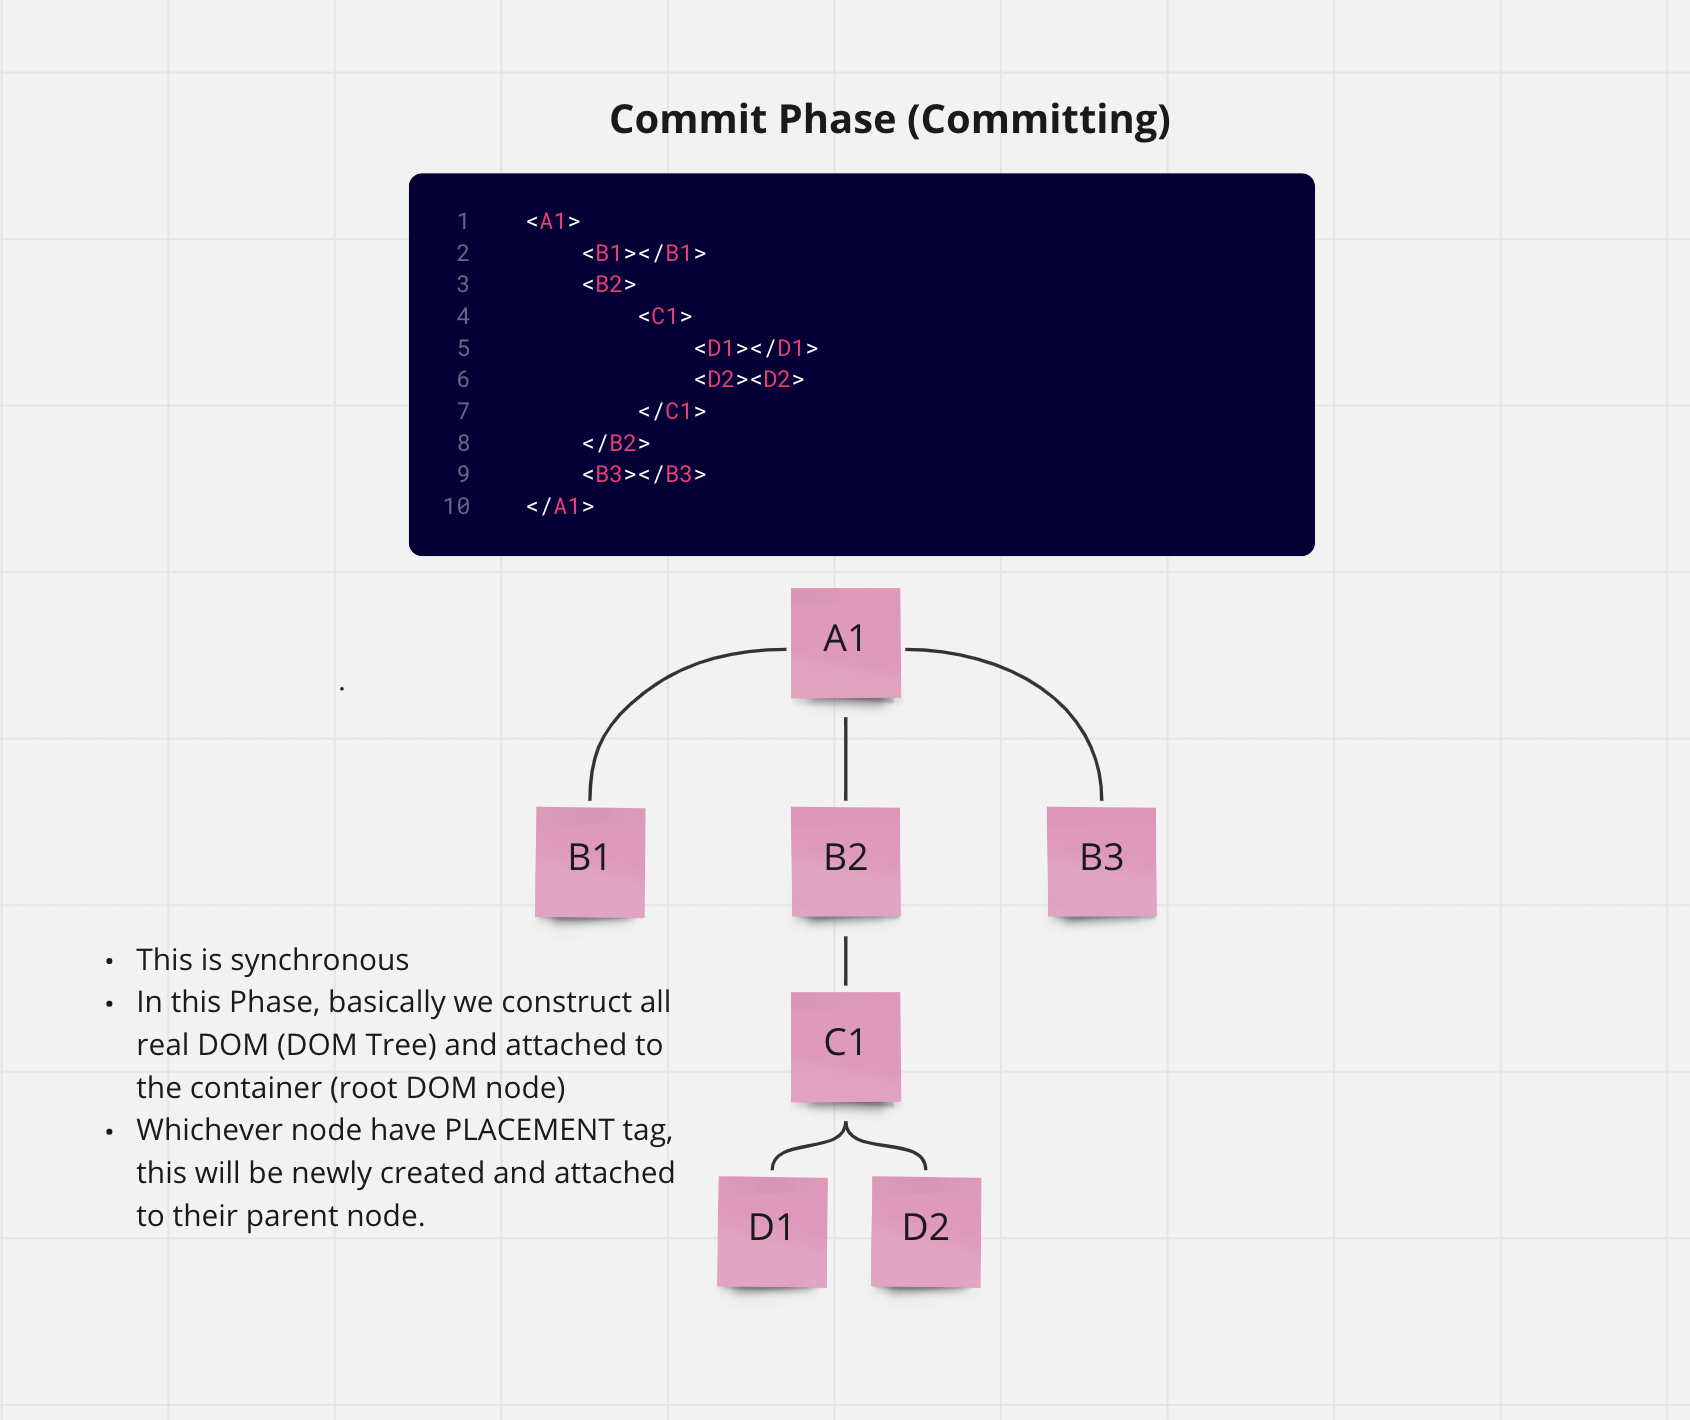 Commit Phase (Committing)
1 <A1>
2 <B1></B1>
3 <B2>
4 <C1>
5 <D1></D1>
6 <D2><D2>
7 </C1>
8 </B2>
9 <B3></B3>
10 </A1>
A1
B1 B2 B3
• This is synchronous
• In this Phase, basically we construct all
real DOM (DOM Tree) and attached to
the container (root DOM node)
• Whichever node have PLACEMENT tag,
this will be newly created and attached
to their parent node.
C1
D1 D2